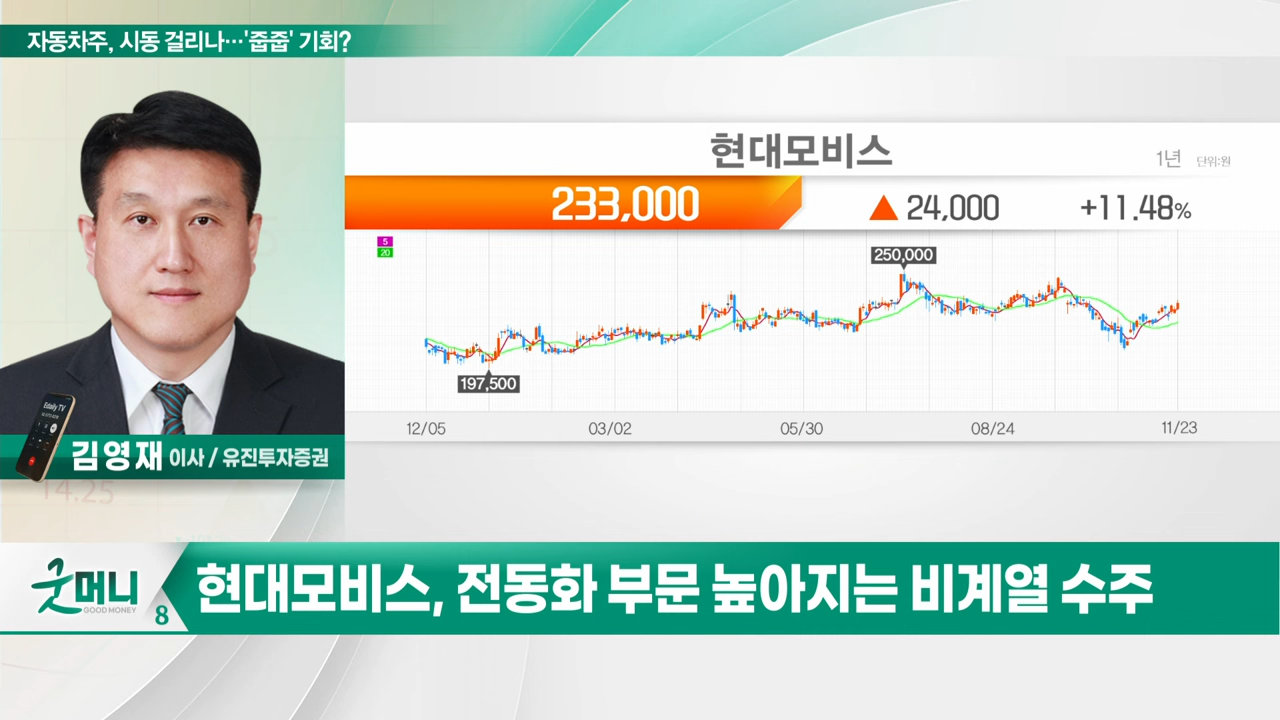 자동차주, 시동 걸리나…'줍줍' 기회?
현대모비스
1년 단위:원
233,000 ▲ 24,000 +11.48%
5
20
250,000
197,500
12/05 03/02 05/30 08/24 11/23
Edaily TV
김영재 이사 / 유진투자증권
14.25
굿머니
GOOD MONEY
8
현대모비스, 전동화 부문 높아지는 비계열 수주